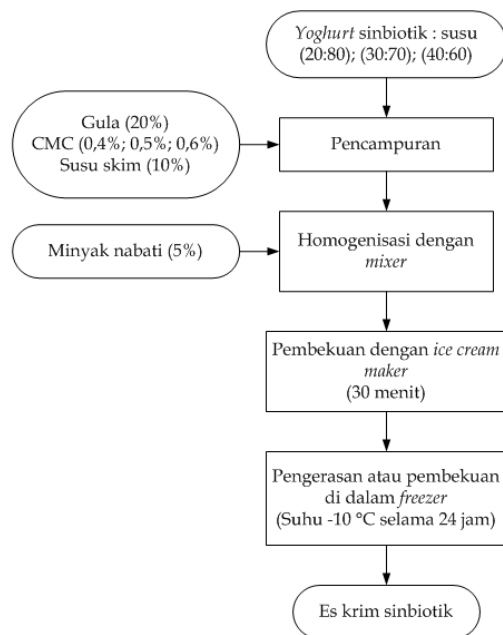 Yoghurt sinbiotik : susu
(20:80); (30:70); (40:60)
Gula (20%)
CMC (0,4%; 0,5%; 0,6%)
Susu skim (10%)
Pencampuran
Minyak nabati (5%)
Homogenisasi dengan
mixer
Pembekuan dengan ice cream
maker
(30 menit)
Pengerasan atau pembekuan
di dalam freezer
(Suhu -10 °C selama 24 jam)
Es krim sinbiotik